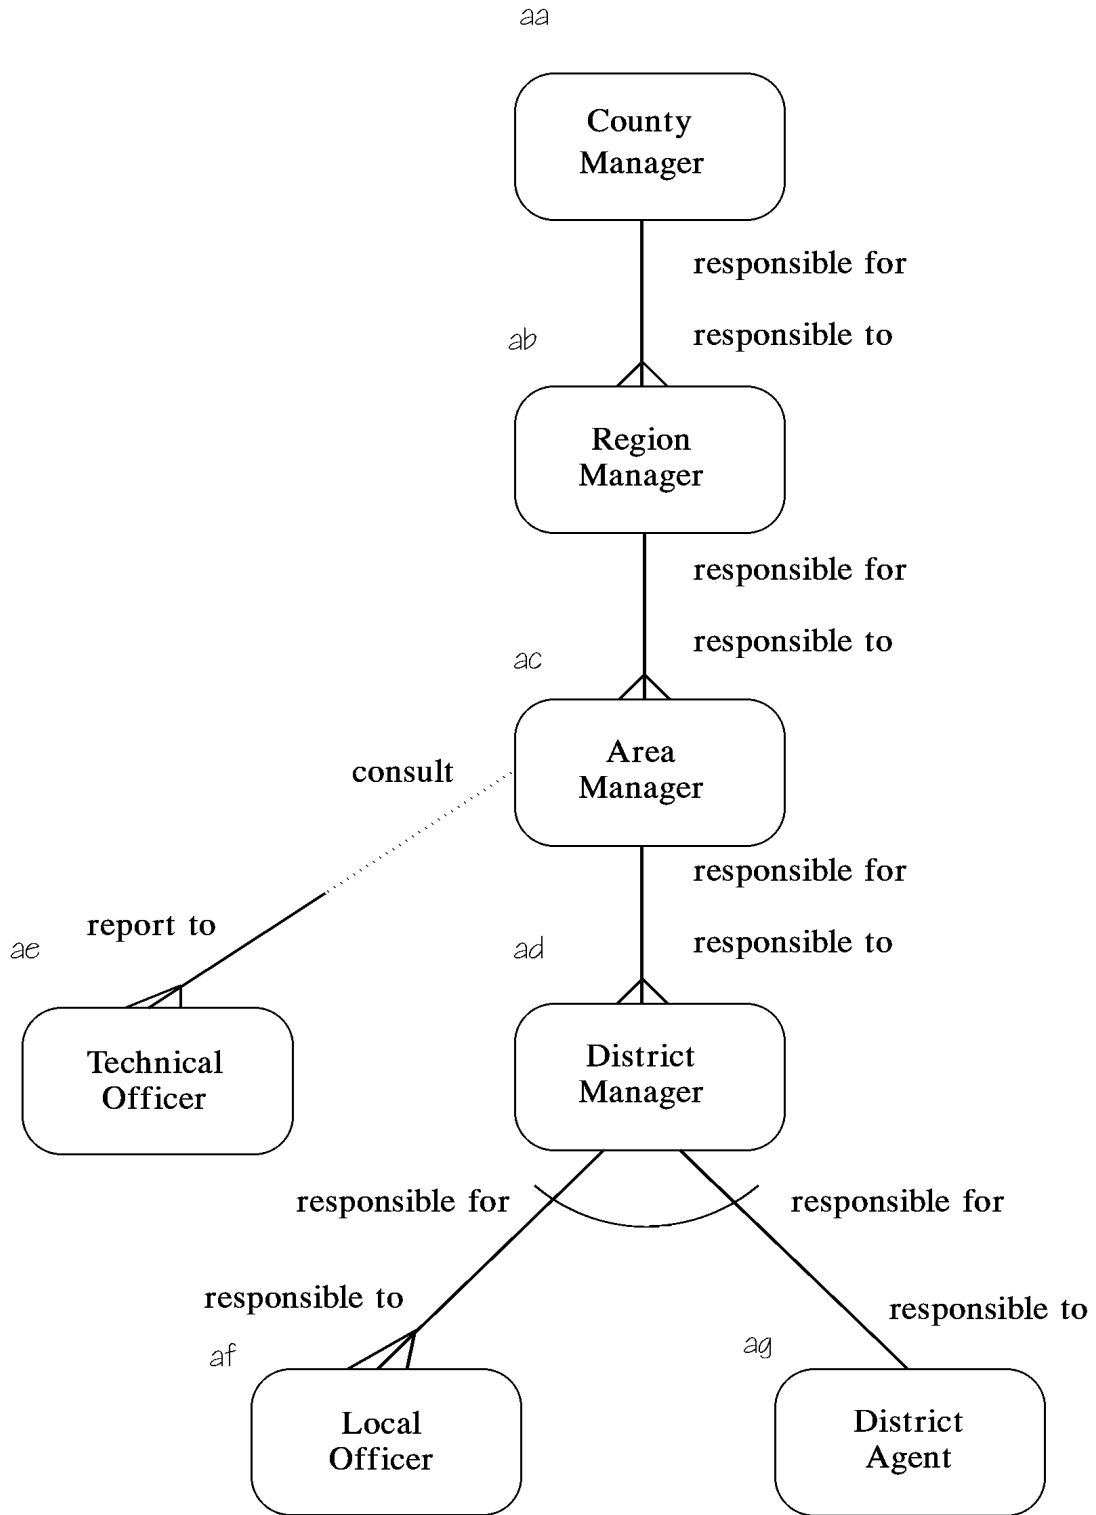 aa
County
Manager
responsible for
responsible to
ab
Region
Manager
responsible for
responsible to
ac
Area
Manager
consult
report to
ae
Technical
Officer
responsible for
responsible to
ad
District
Manager
responsible for
responsible to
af
Local
Officer
responsible for
responsible to
ag
District
Agent